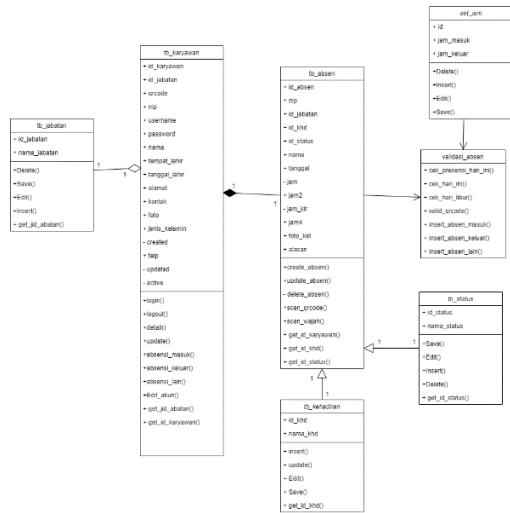 set_jam
+ id
+ jam_masuk
+ jam_keluar
+Delete()
+Insert()
+Edit()
+Save()
tb_karyawan
+ id_karyawan
+ id_jabatan
+ qrcode
+ nip
+ username
+ password
+ nama
+ tempat_lahir
+ tanggal_lahir
+ alamat
+ kontak
+ foto
+ jenis_kelamin
- created
+ telp
- updated
- active
+login()
+logout()
+detail()
+update()
+absensi_masuk()
+absensi_keluar()
+absensi_lain()
+Edit_akun()
+get_jid_abatan()
+get_id_karyawan()
tb_absen
+ id_absen
+ nip
+ id_jabatan
+ id_khd
+ id_status
+ nama
+ tanggal
- jam
+ jam2
+ jam_klr
+ jam4
+ foto_ket
+ alasan
+create_absen()
+update_absen()
- delete_absen()
+scan_qrcode()
+scan_wajah()
+get_id_karyawan()
+get_id_khd()
+get_id_status()
tb_jabatan
+ id_jabatan
+ nama_jabatan
+Delete()
+Save()
+Edit()
+Insert()
+get_jid_abatan()
1
1
1
1
validasi_absen
+cek_presensi_hari_ini()
+cek_hari_ini()
+cek_hari_libur()
+valid_qrcode()
+insert_absen_masuk()
+insert_absen_keluar()
+insert_absen_lain()
tb_status
+ id_status
+ nama_status
+Save()
+Edit()
+Insert()
+Delete()
+get_id_status()
1
1
1
1
tb_kehadiran
+ id_khd
+ nama_khd
+ insert()
+ update()
+ Edit()
+ Save()
+ get_id_khd()